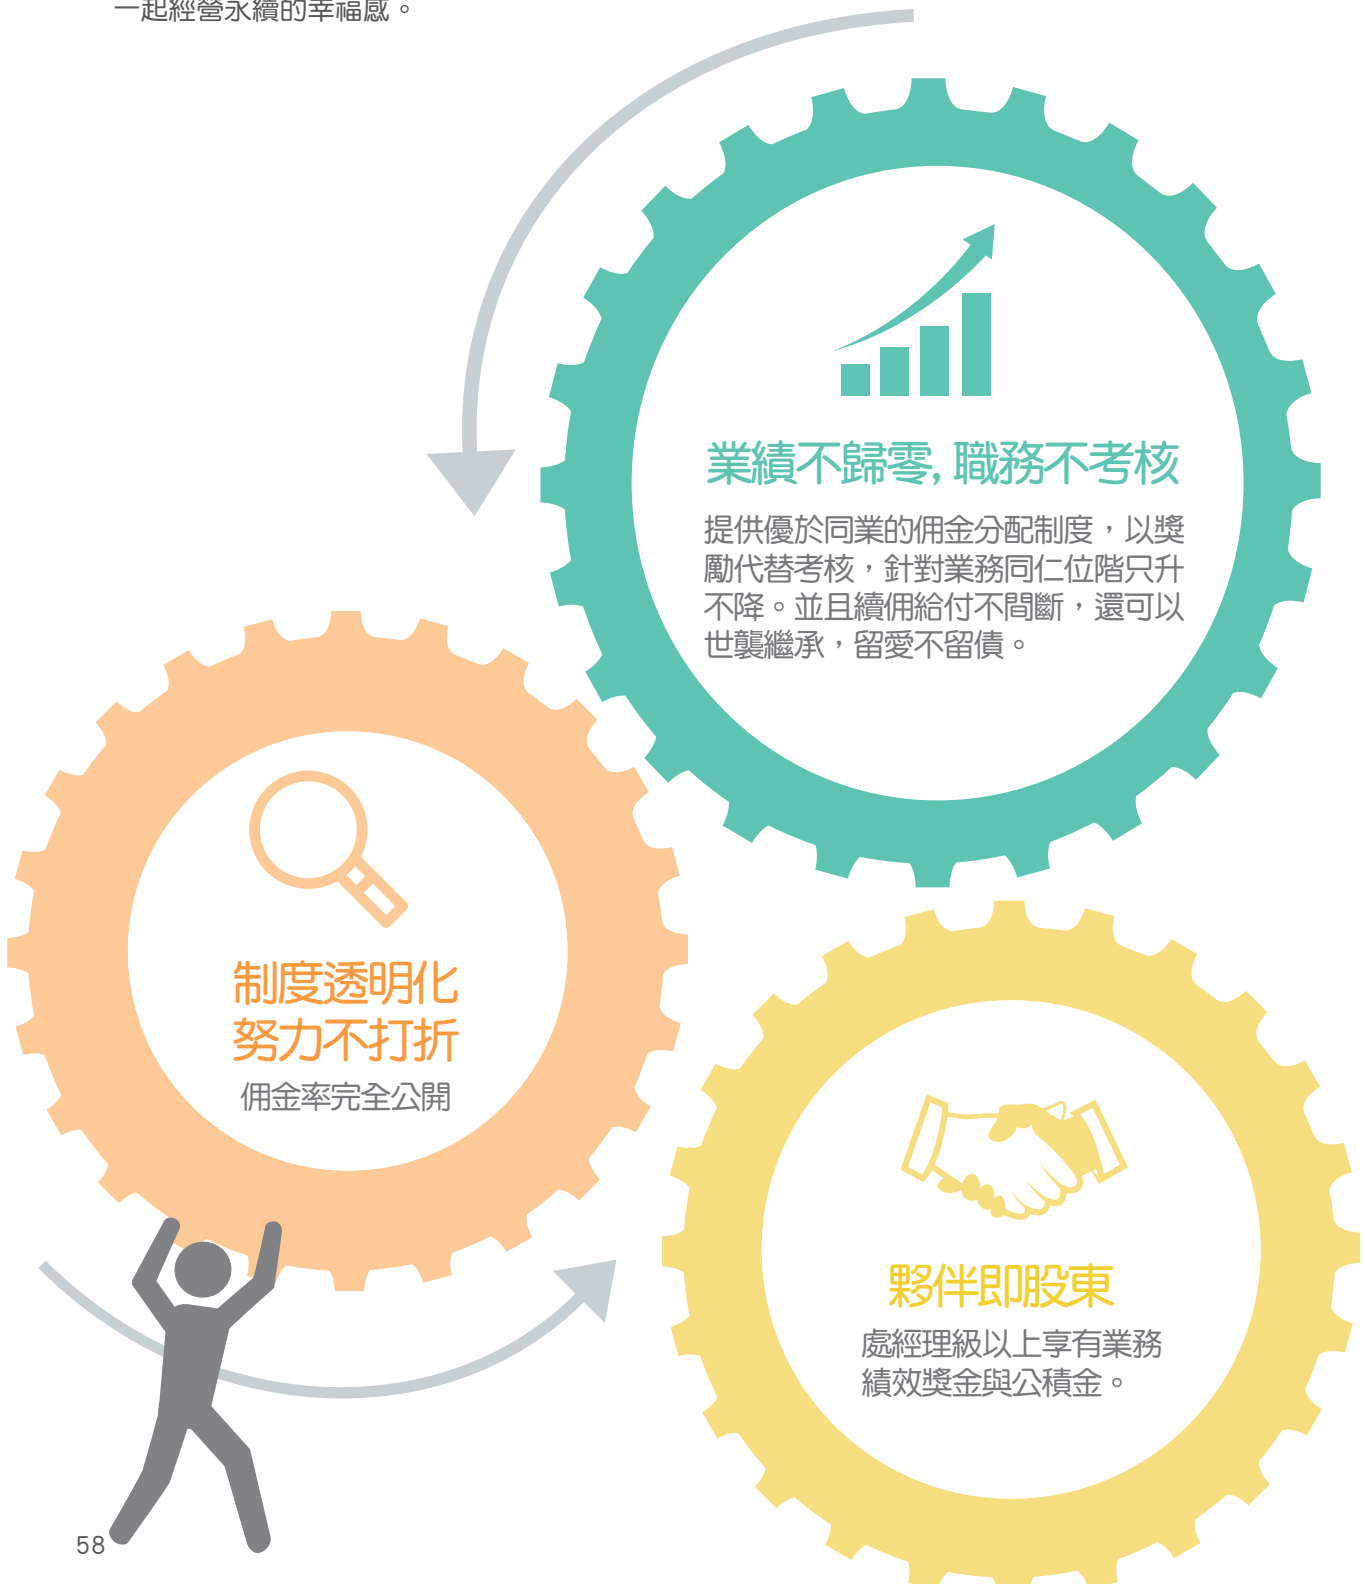 一起經營永續的幸福感。
業績不歸零, 職務不考核
提供優於同業的佣金分配制度，以獎
勵代替考核，針對業務同仁位階只升
不降。並且續佣給付不間斷，還可以
世襲繼承，留愛不留債。
制度透明化
努力不打折
佣金率完全公開
夥伴即股東
處經理級以上享有業務
績效獎金與公積金。
58